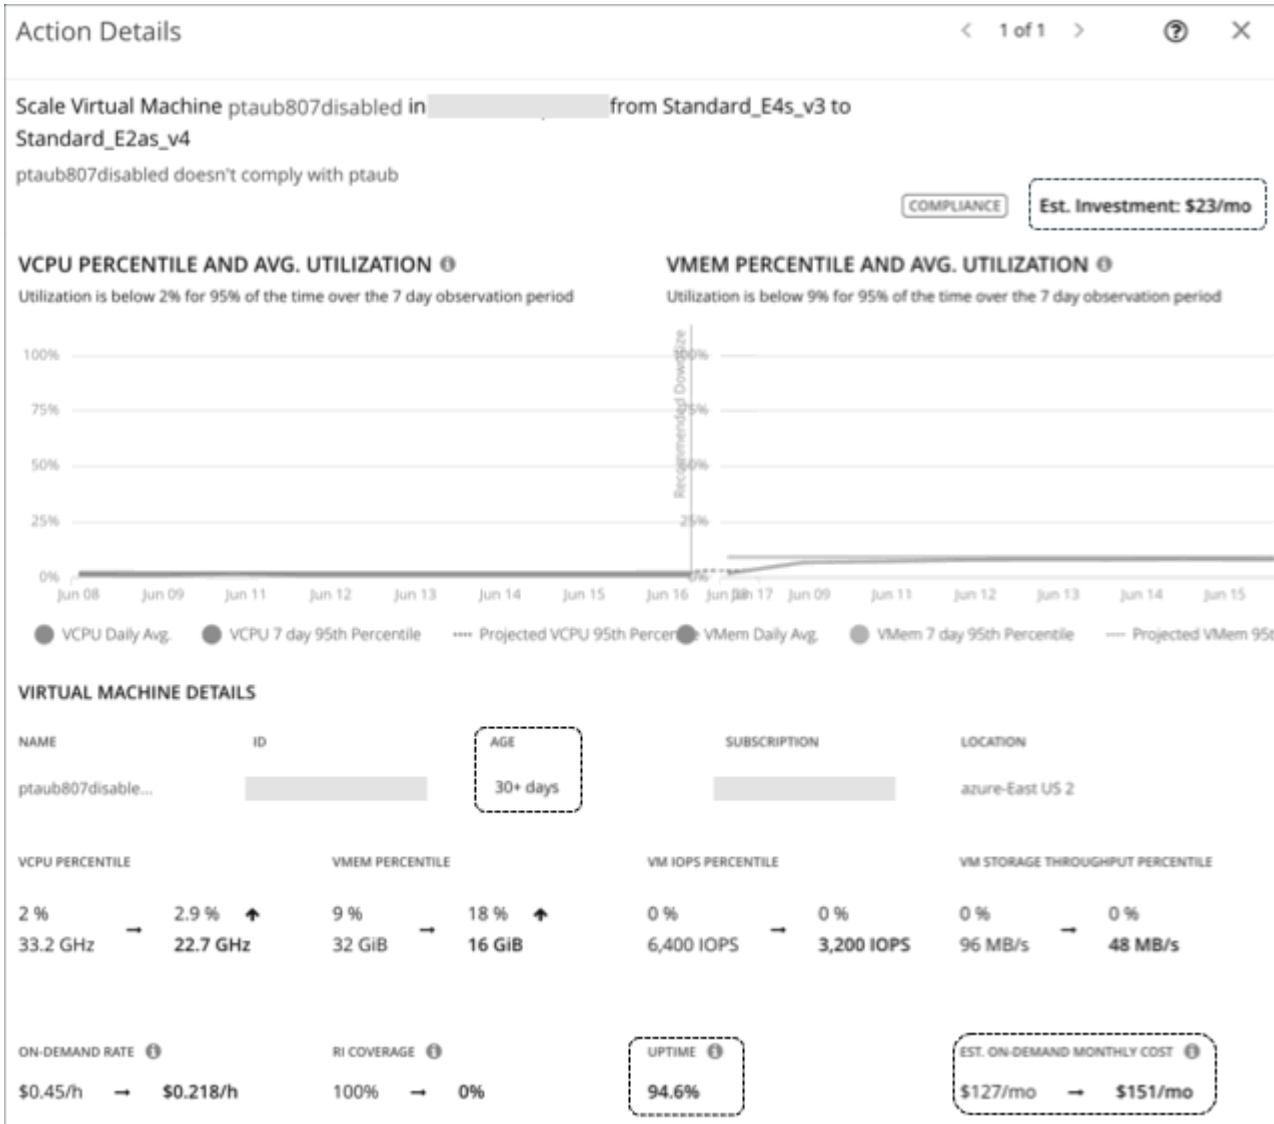 Action Details
< 1 of 1 >
Scale Virtual Machine ptaub807disabled in from Standard_E4s_v3 to
Standard_E2as_v4
ptaub807disabled doesn't comply with ptaub
COMPLIANCE
Est. Investment: $23/mo
VCPU PERCENTILE AND AVG. UTILIZATION
Utilization is below 2% for 95% of the time over the 7 day observation period
100%
75%
50%
25%
0%
Jun 08 Jun 09 Jun 11 Jun 12 Jun 13 Jun 14 Jun 15 Jun 16 Jun 17
Recommended Downsize
VCPU Daily Avg. VCPU 7 day 95th Percentile Projected VCPU 95th Percen
VMEM PERCENTILE AND AVG. UTILIZATION
Utilization is below 9% for 95% of the time over the 7 day observation period
100%
75%
50%
25%
0%
Jun 08 Jun 09 Jun 11 Jun 12 Jun 13 Jun 14 Jun 15
VMem Daily Avg. VMem 7 day 95th Percentile Projected VMem 95t
VIRTUAL MACHINE DETAILS
NAME ID AGE SUBSCRIPTION LOCATION
ptaub807disable... 30+ days azure-East US 2
VCPU PERCENTILE VMEM PERCENTILE VM IOPS PERCENTILE VM STORAGE THROUGHPUT PERCENTILE
2 % 2.9 % ↑ 9 % 18 % ↑ 0 % 0 % 0 % 0 %
33.2 GHz → 22.7 GHz 32 GiB → 16 GiB 6,400 IOPS → 3,200 IOPS 96 MB/s → 48 MB/s
ON-DEMAND RATE RI COVERAGE UPTIME EST. ON-DEMAND MONTHLY COST
$0.45/h → $0.218/h 100% → 0% 94.6% $127/mo → $151/mo